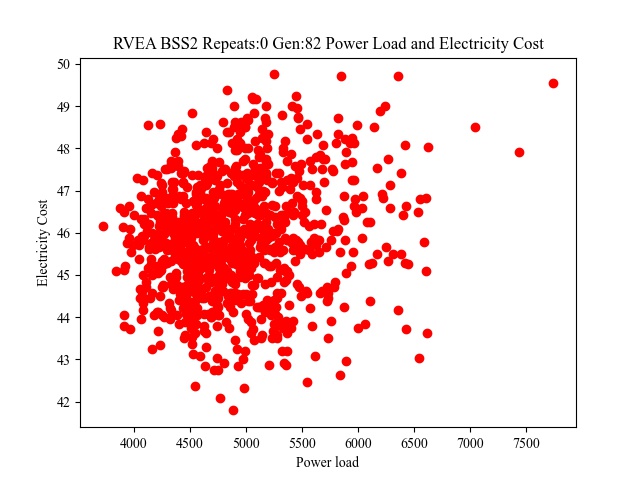 RVEA BSS2 Repeats:0 Gen:82 Power Load and Electricity Cost
50
49
48
47
46
45
44
43
42
Electricity Cost
4000 4500 5000 5500 6000 6500 7000 7500
Power load